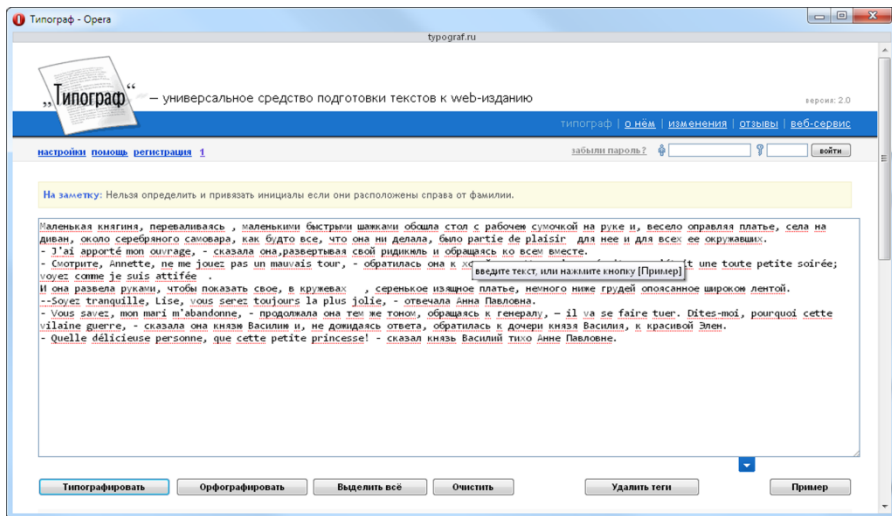 Типограф - Opera
typograf.ru
„Типограф“ – универсальное средство подготовки текстов к web-изданию
версия: 2.0
типограф | о нём | изменения | отзывы | веб-сервис
настройки помощь регистрация 1 забыли пароль? войти
На заметку: Нельзя определить и привязать инициалы если они расположены справа от фамилии.
Маленькая княгиня, переваливаясь , маленькими быстрыми шажками обошла стол с рабочею сумочкой на руке и, весело оправляя платье, села на
диван, около серебряного самовара, как будто все, что она ни делала, было partie de plaisir для нее и для всех ее окружавших.
- J'ai apporté mon ouvrage, - сказала она,развертывая свой ридикюль и обращаясь ко всем вместе.
- Смотрите, Annette, ne me jouez pas un mauvais tour, - обратилась она к une toute petite soirée;
введите текст, или нажмите кнопку [Пример]
voyez comme je suis attifée .
И она развела руками, чтобы показать свое, в кружевах , серенькое изящное платье, немного ниже грудей опоясанное широкою лентой.
--Soyez tranquille, Lise, vous serez toujours la plus jolie, - отвечала Анна Павловна.
- Vous savez, mon mari m'abandonne, - продолжала она тем же тоном, обращаясь к генералу, — il va se faire tuer. Dites-moi, pourquoi cette
vilaine guerre, - сказала она князю Василию и, не дожидаясь ответа, обратилась к дочери князя Василия, к красивой Элен.
- Quelle délicieuse personne, que cette petite princesse! - сказал князь Василий тихо Анне Павловне.
Типографировать Орфографировать Выделить всё Очистить Удалить теги Пример